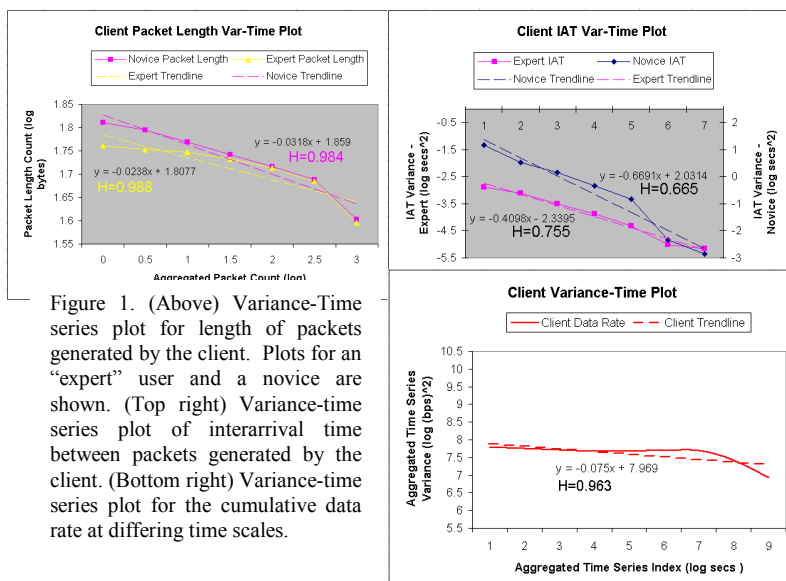 Client Packet Length Var-Time Plot
Novice Packet Length
Expert Packet Length
Expert Trendline
Novice Trendline
Packet Length Count (log
bytes)
1.85
1.8
1.75
1.7
1.65
1.6
1.55
y = -0.0318x + 1.859
H=0.984
y = -0.0238x + 1.8077
H=0.988
0 0.5 1 1.5 2 2.5 3
Aggregated Packet Count (log)
Client IAT Var-Time Plot
Expert IAT
Novice IAT
Novice Trendline
Expert Trendline
IAT Variance -
Expert (log secs^2)
-0.5
-1.5
-2.5
-3.5
-4.5
-5.5
1 2 3 4 5 6 7
y = -0.6691x + 2.0314
H=0.665
y = -0.4098x - 2.3395
H=0.755
2
1
0
-1
-2
-3
IAT Variance -
Novice (log secs^2)
Figure 1. (Above) Variance-Time
series plot for length of packets
generated by the client. Plots for an
“expert” user and a novice are
shown. (Top right) Variance-time
series plot of interarrival time
between packets generated by the
client. (Bottom right) Variance-time
series plot for the cumulative data
rate at differing time scales.
Client Variance-Time Plot
Client Data Rate
Client Trendline
Aggregated Time Series
Variance (log (bps)^2)
10.5
9.5
8.5
7.5
6.5
5.5
y = -0.075x + 7.969
H=0.963
1 2 3 4 5 6 7 8 9
Aggregated Time Series Index (log secs )